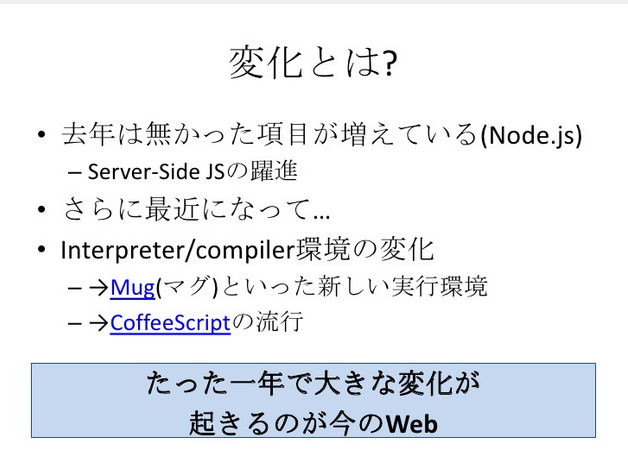 変化とは?
• 去年は無かった項目が増えている(Node.js)
– Server-Side JSの躍進
• さらに最近になって…
• Interpreter/compiler環境の変化
– →Mug(マグ)といった新しい実行環境
– →CoffeeScriptの流行
たった一年で大きな変化が
起きるのが今のWeb